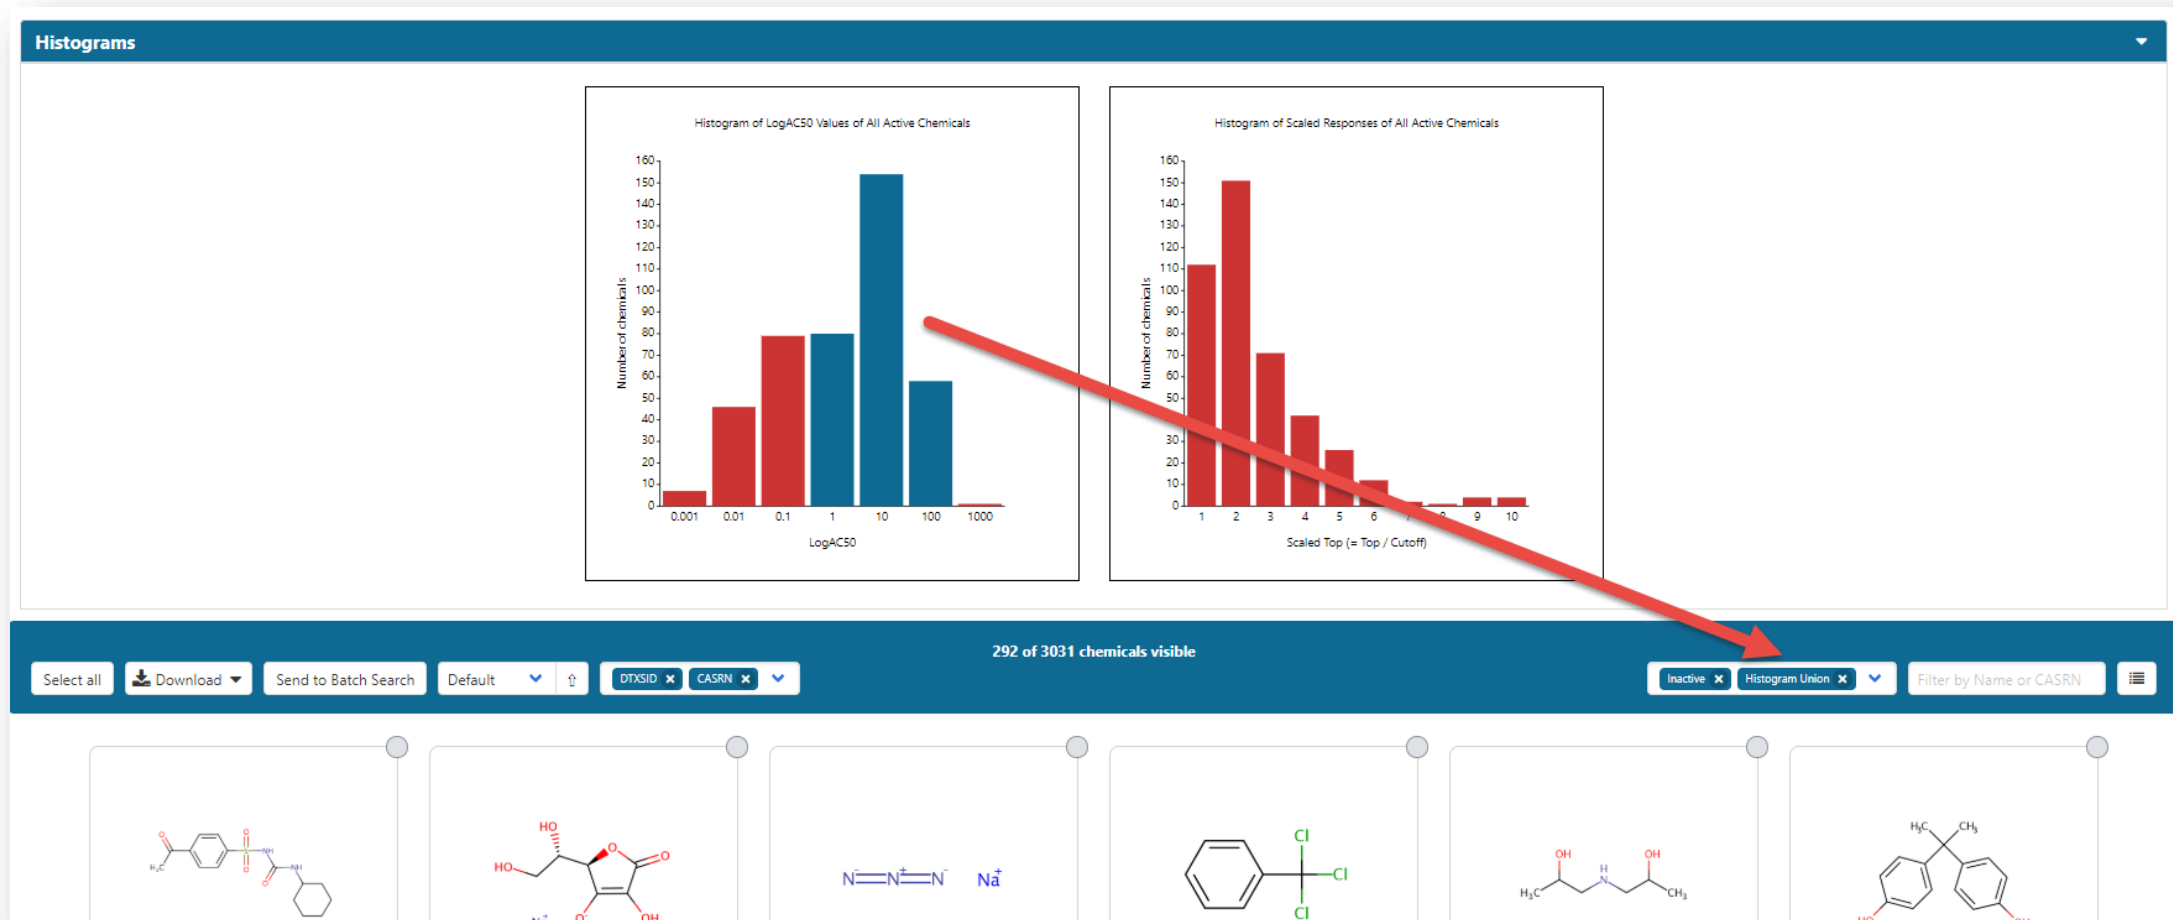 Histograms
Histogram of LogAC50 Values of All Active Chemicals
Number of chemicals
160
150
140
130
120
110
100
90
80
70
60
50
40
30
20
10
0
0.001 0.01 0.1 1 10 100 1000
LogAC50
Histogram of Scaled Responses of All Active Chemicals
Number of chemicals
160
150
140
130
120
110
100
90
80
70
60
50
40
30
20
10
0
1 2 3 4 5 6 9 10
Scaled Top (= Top / Cutoff)
292 of 3031 chemicals visible
Select all Download Send to Batch Search Default DTXSID CASRN Inactive Histogram Union Filter by Name or CASRN
O O O NH O NH H₃C
HO HO O O OH
N⁻ N⁺ N⁻ Na⁺
Cl Cl Cl
OH OH H N H₃C CH₃
H₃C CH₃